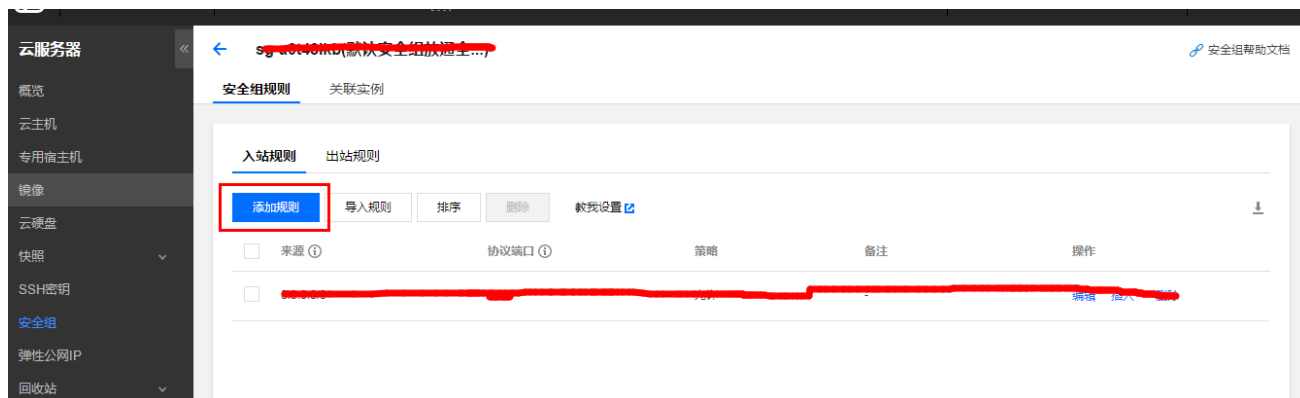 云服务器
«
安全组帮助文档
概览
安全组规则 关联实例
云主机
专用宿主机
入站规则 出站规则
镜像
添加规则 导入规则 排序 删除 教我设置
云硬盘
快照
来源 协议端口 策略 备注 操作
SSH密钥
安全组
弹性公网IP
回收站